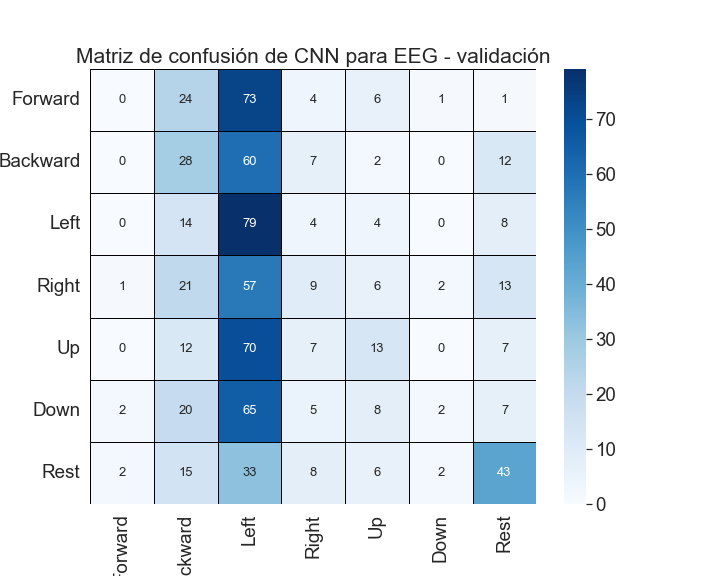 Matriz de confusión de CNN para EEG - validación
Forward 0 24 73 4 6 1 1
Backward 0 28 60 7 2 0 12
Left 0 14 79 4 4 0 8
Right 1 21 57 9 6 2 13
Up 0 12 70 7 13 0 7
Down 2 20 65 5 8 2 7
Rest 2 15 33 8 6 2 43
Forward ckward Left Right Up Down Rest
70
60
50
40
30
20
10
0